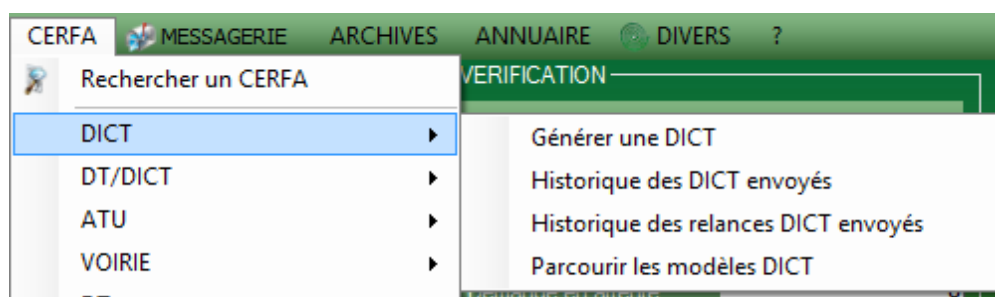 CERFA MESSAGERIE ARCHIVES ANNUAIRE DIVERS ?
Rechercher un CERFA
VERIFICATION
DICT
Générer une DICT
DT/DICT
Historique des DICT envoyés
ATU
Historique des relances DICT envoyés
VOIRIE
Parcourir les modèles DICT